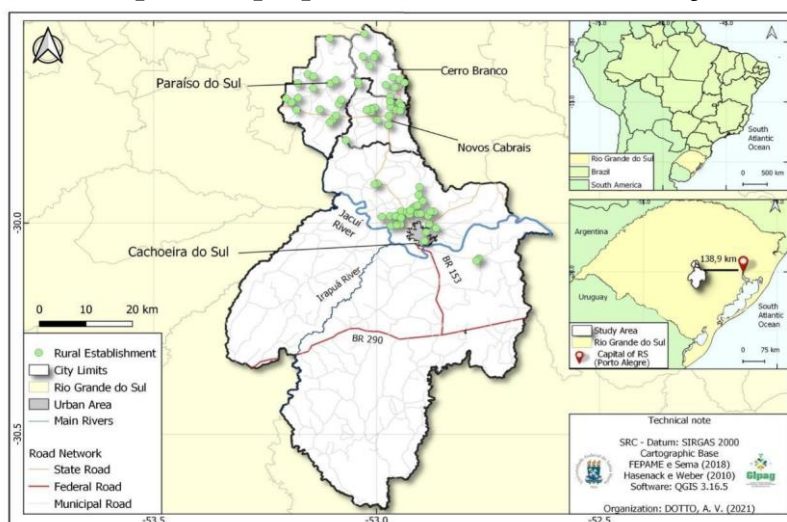 Cerro Branco
Paraíso do Sul
Novos Cabrais
Jacuí
River
Cachoeira do Sul
BR 153
Irapuá River
BR 290
-30.0
-30.5
-53.5
-53.0
-52.5
0 10 20 km
Rural Establishment
City Limits
Rio Grande do Sul
Urban Area
Main Rivers
Road Network
State Road
Federal Road
Municipal Road
South
Atlantic
Ocean
Rio Grande do Sul
Brazil
South America
0 500 km
Argentina
138,9 km
Uruguay
South
Atlantic
Ocean
Study Area
Rio Grande do Sul
Capital of RS
(Porto Alegre)
0 75 km
Technical note
SRC - Datum: SIRGAS 2000
Cartographic Base
FEPAME e Sema (2018)
Hasenack e Weber (2010)
Software: QGIS 3.16.5
Gipag
Organization: DOTTO, A. V. (2021)